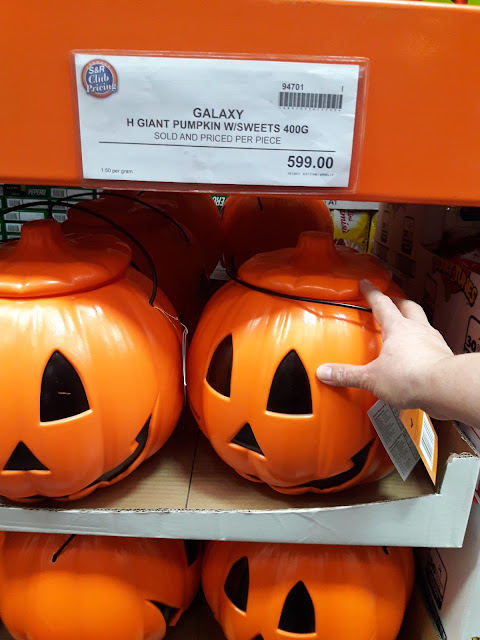 S&R
Club
Pricing
94701
GALAXY
H GIANT PUMPKIN W/SWEETS 400G
SOLD AND PRICED PER PIECE
599.00
1.50 per gram
PEPERO